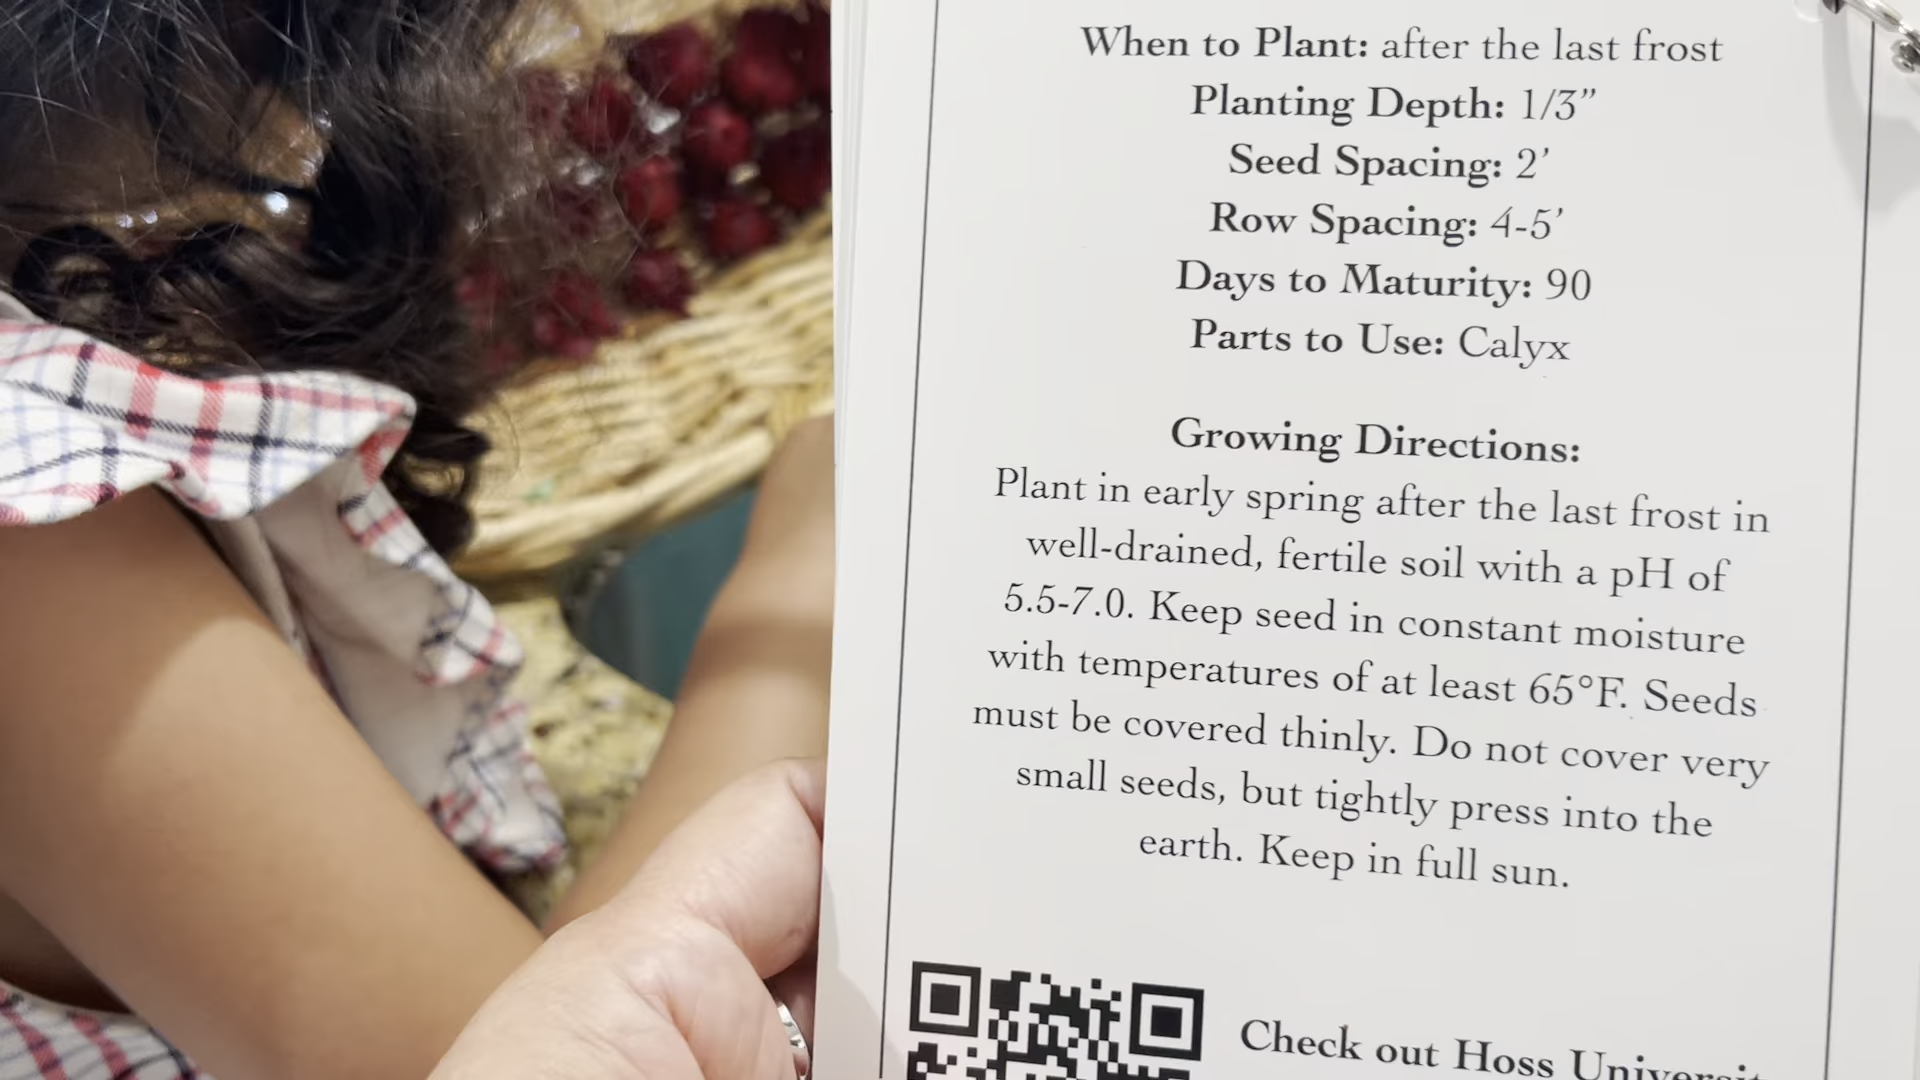 When to Plant: after the last frost
Planting Depth: 1/3”
Seed Spacing: 2’
Row Spacing: 4-5’
Days to Maturity: 90
Parts to Use: Calyx
Growing Directions:
Plant in early spring after the last frost in
well-drained, fertile soil with a pH of
5.5-7.0. Keep seed in constant moisture
with temperatures of at least 65°F. Seeds
must be covered thinly. Do not cover very
small seeds, but tightly press into the
earth. Keep in full sun.
Check out Hoss